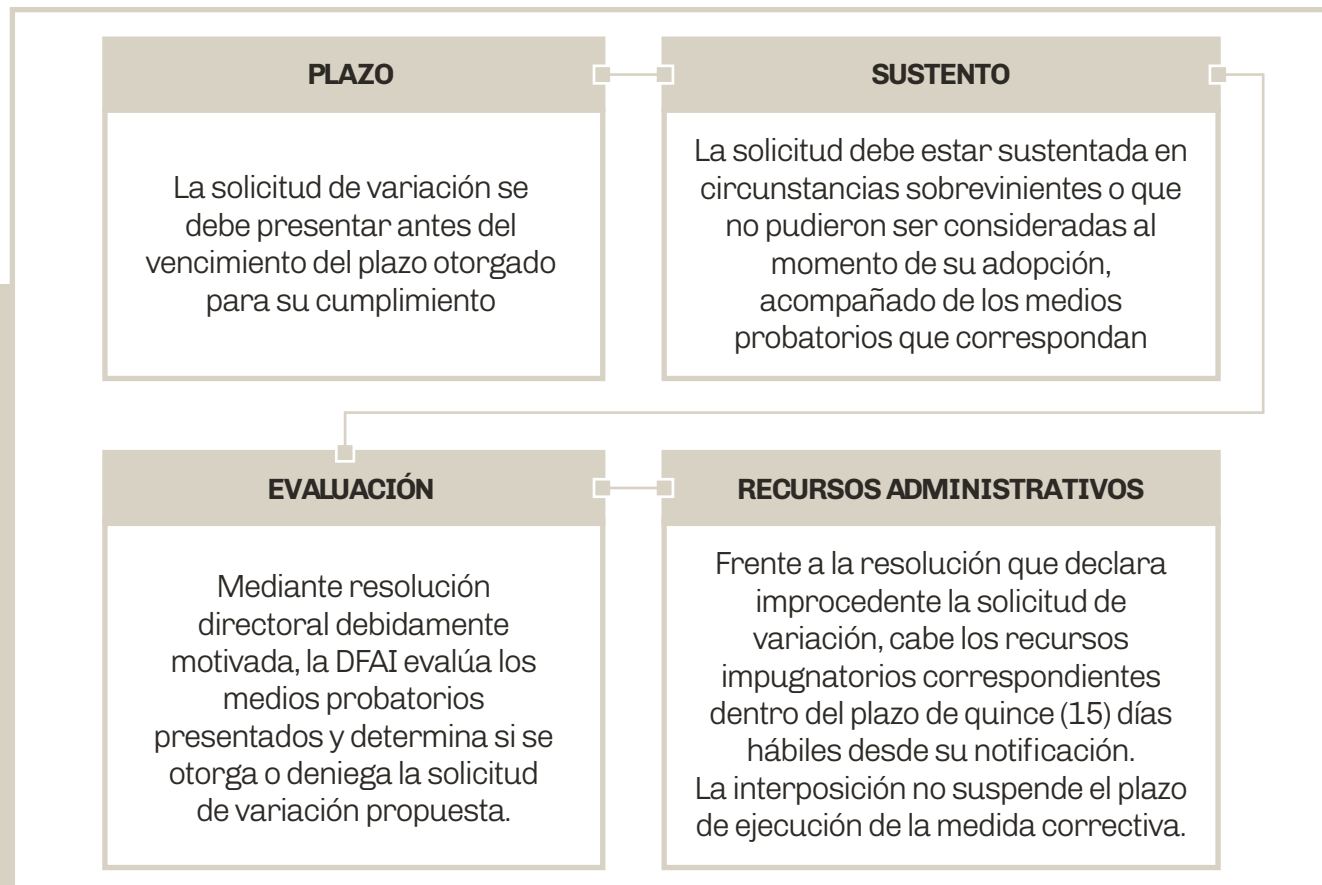 PLAZO
La solicitud de variación se
debe presentar antes del
vencimiento del plazo otorgado
para su cumplimiento
SUSTENTO
La solicitud debe estar sustentada en
circunstancias sobrevinientes o que
no pudieron ser consideradas al
momento de su adopción,
acompañado de los medios
probatorios que correspondan
EVALUACIÓN
Mediante resolución
directoral debidamente
motivada, la DFAI evalúa los
medios probatorios
presentados y determina si se
otorga o deniega la solicitud
de variación propuesta.
RECURSOS ADMINISTRATIVOS
Frente a la resolución que declara
improcedente la solicitud de
variación, cabe los recursos
impugnatorios correspondientes
dentro del plazo de quince (15) días
hábiles desde su notificación.
La interposición no suspende el plazo
de ejecución de la medida correctiva.